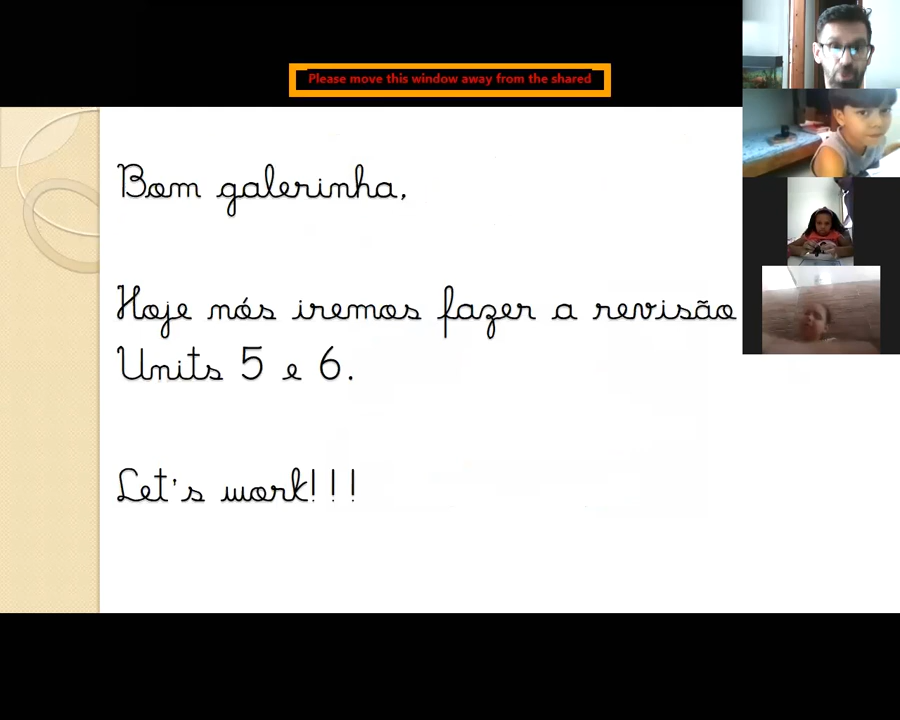 Please move this window away from the shared
Bom galerinha,
Hoje nós iremos fazer a revisão
Units 5 e 6.
Let's work!!!